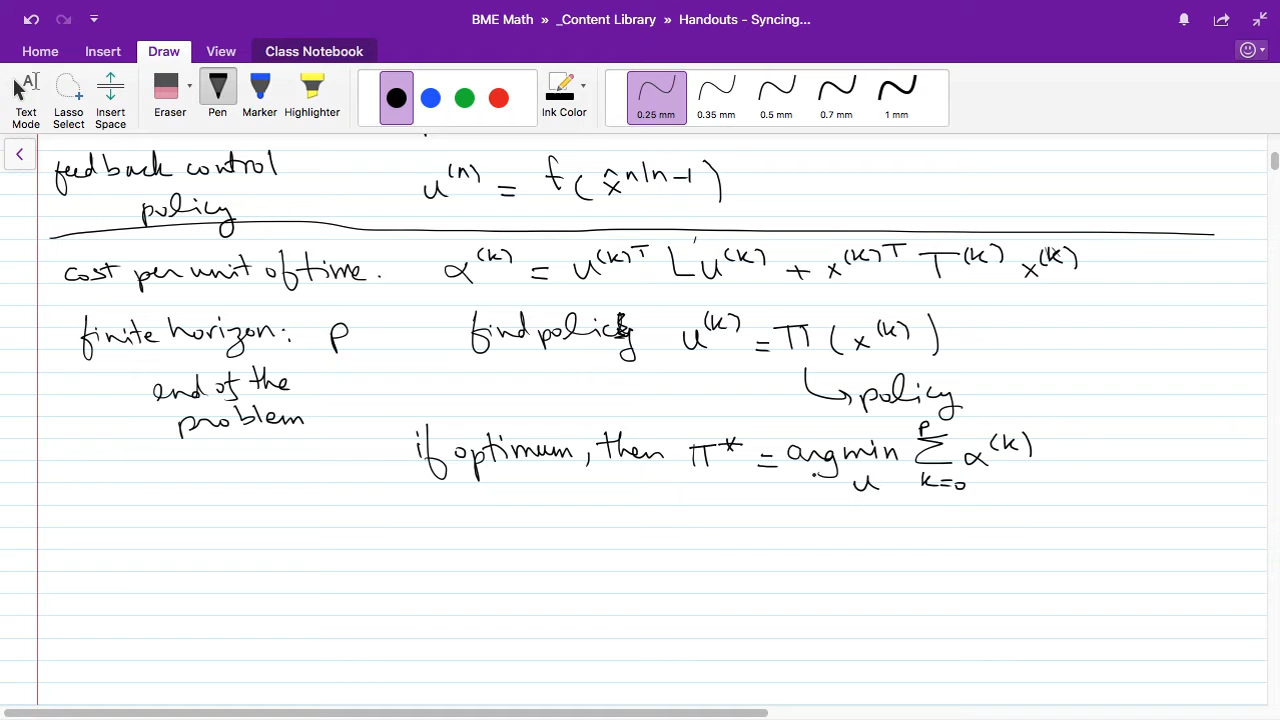 BME Math » _Content Library » Handouts - Syncing...
Home Insert Draw View Class Notebook
Text Mode
Lasso Select
Insert Space
Eraser
Pen
Marker
Highlighter
0.25 mm
0.35 mm
0.5 mm
0.7 mm
1 mm
Ink Color
feedback control u^(n) = f(x̂^n|n-1)
policy
cost per unit of time. α^(k) = u^(k)T L u^(k) + x^(k)T T^(k) x^(k)
finite horizon: p find policy u^(k) = π(x^(k))
end of the ↳ policy
problem
if optimum, then π* = argmin_u Σ_{k=0}^{p} α^(k)